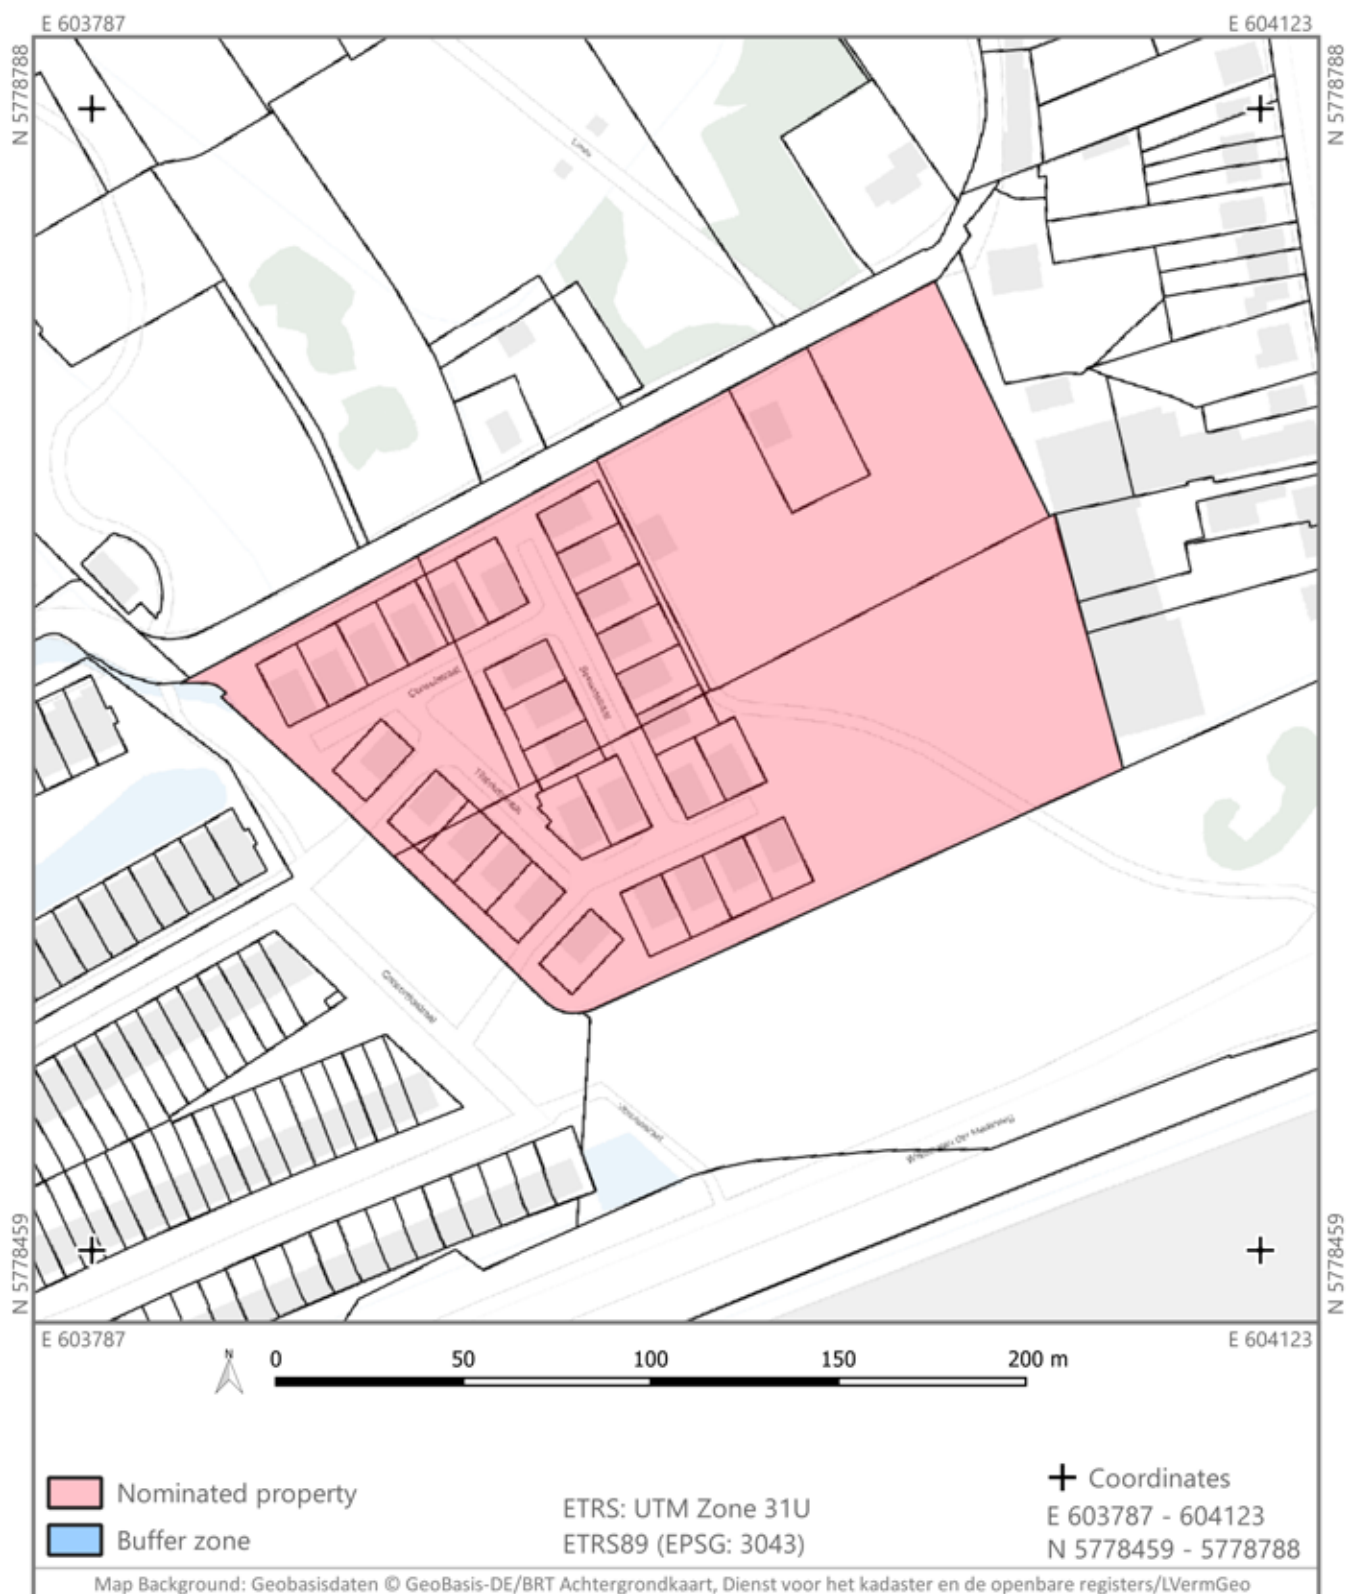 E 603787
E 604123
N 5778788
N 5778788
N 5778459
N 5778459
E 603787
E 604123
N
0 50 100 150 200 m
Nominated property
Buffer zone
ETRS: UTM Zone 31U
ETRS89 (EPSG: 3043)
Coordinates
E 603787 - 604123
N 5778459 - 5778788
Map Background: Geobasisdaten © GeoBasis-DE/BRT Achtergrondkaart, Dienst voor het kadaster en de openbare registers/LVermGeo